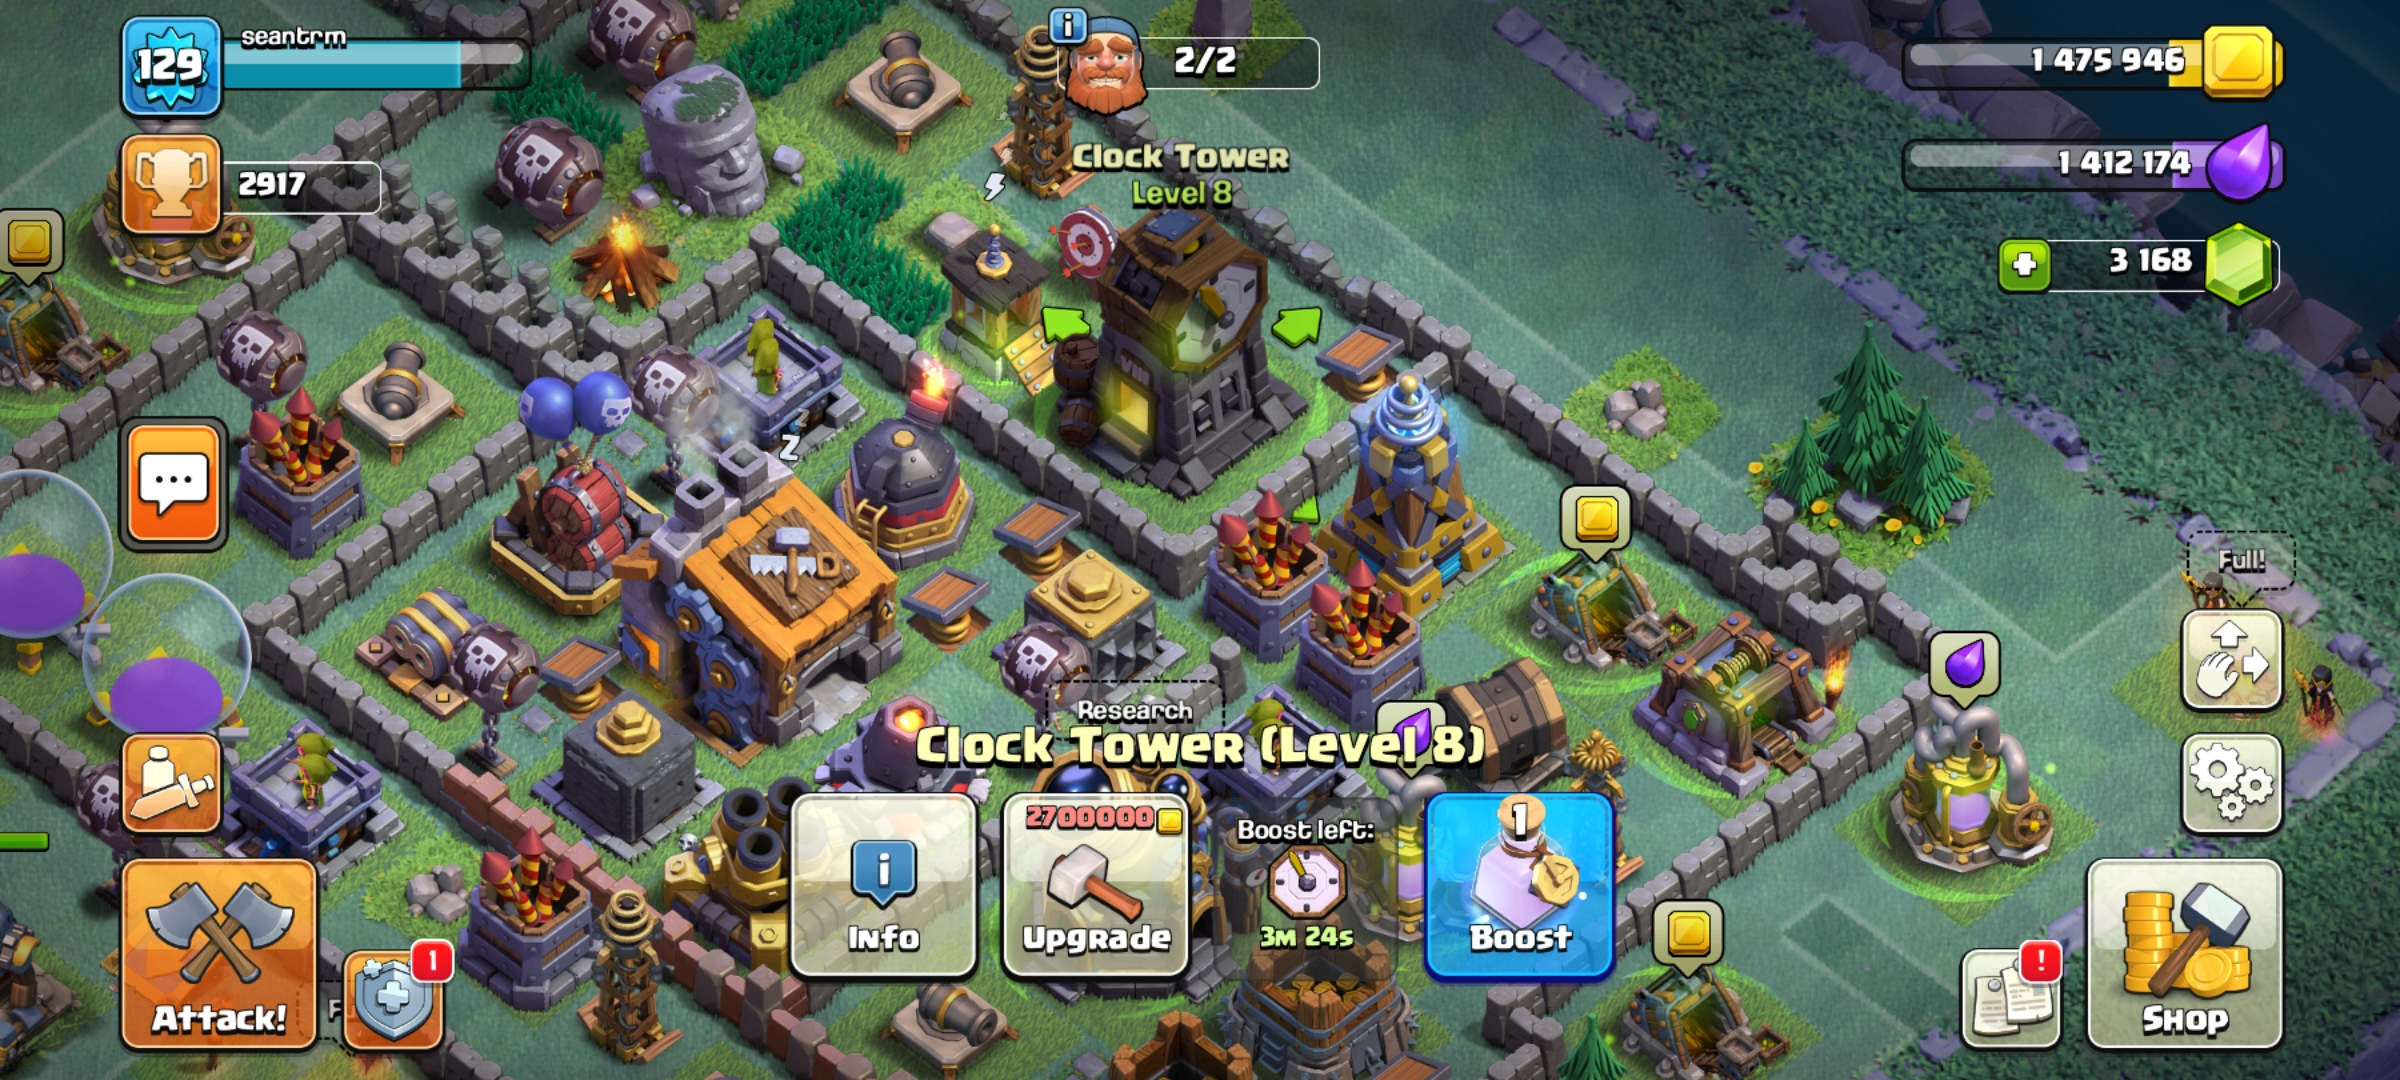 129
seantrm
2/2
1 475 946
Clock Tower
Level 8
1 412 174
2917
3 168
VIII
z
Z
Full!
Research
Clock Tower (Level 8)
2700000
Boost left:
1
Info
Upgrade
3m 24s
Boost
1
!
Attack!
F
Shop